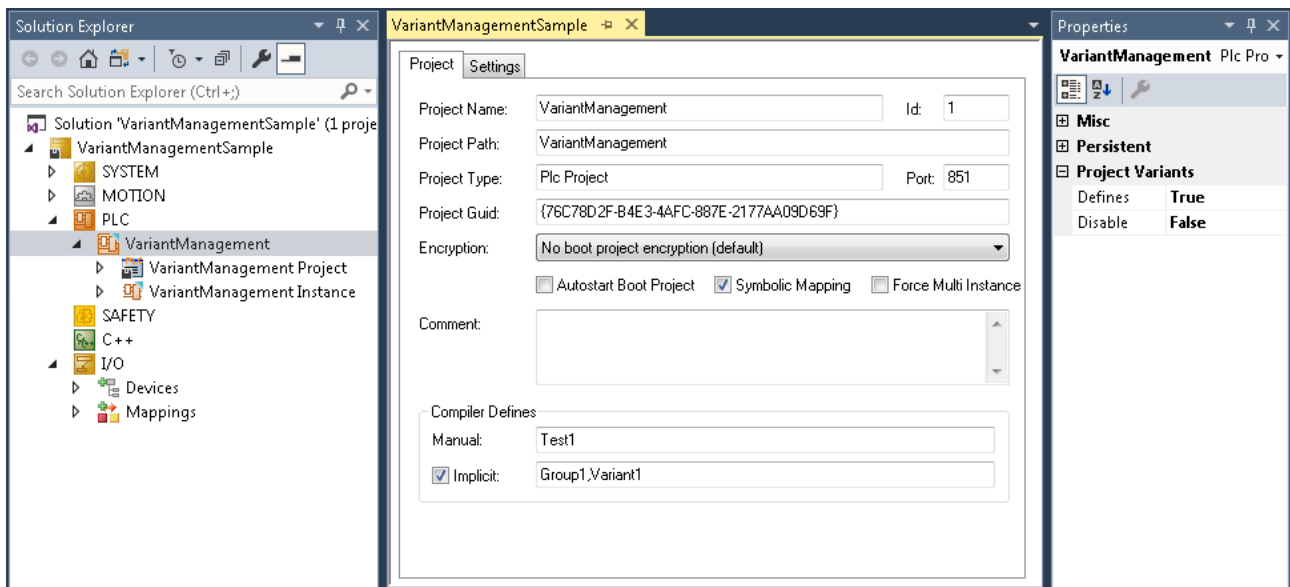 Solution Explorer
Search Solution Explorer (Ctrl+;)
Solution 'VariantManagementSample' (1 proje
VariantManagementSample
SYSTEM
MOTION
PLC
VariantManagement
VariantManagement Project
VariantManagement Instance
SAFETY
C++
I/O
Devices
Mappings
VariantManagementSample
Project Settings
Project Name: VariantManagement Id: 1
Project Path: VariantManagement
Project Type: Plc Project Port: 851
Project Guid: {76C78D2F-B4E3-4AFC-887E-2177AA09D69F}
Encryption: No boot project encryption (default)
Autostart Boot Project Symbolic Mapping Force Multi Instance
Comment:
Compiler Defines
Manual: Test1
Implicit: Group1,Variant1
Properties
VariantManagement Plc Pro
Misc
Persistent
Project Variants
Defines True
Disable False